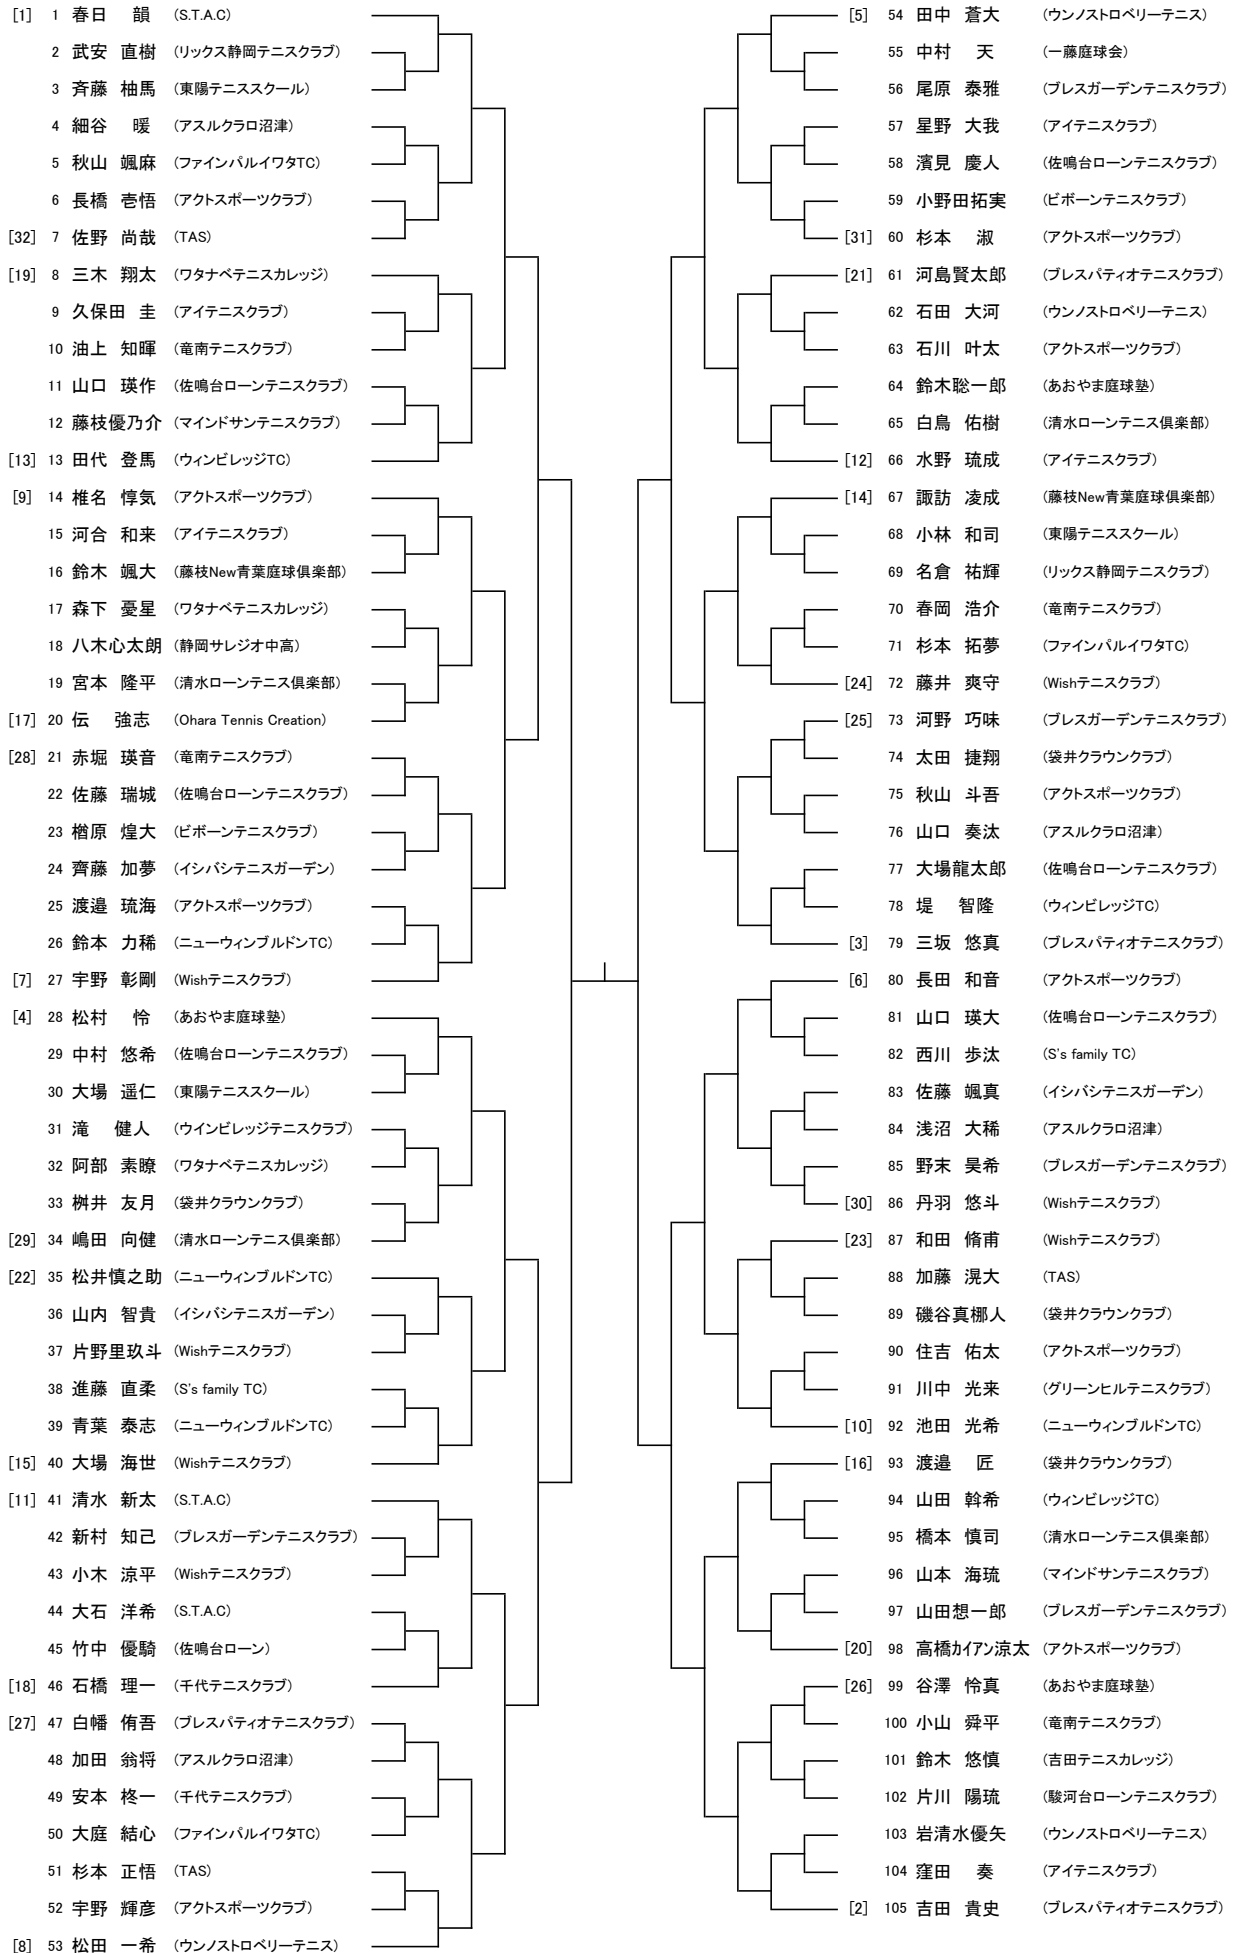 [1] 1 春日 韻 (S.T.A.C)
2 武安 直樹 (リックス静岡テニスクラブ)
3 斉藤 柚馬 (東陽テニススクール)
4 細谷 暖 (アスルクラロ沼津)
5 秋山 颯麻 (ファインパルイワタTC)
6 長橋 壱悟 (アクトスポーツクラブ)
[32] 7 佐野 尚哉 (TAS)
[19] 8 三木 翔太 (ワタナベテニスカレッジ)
9 久保田 圭 (アイテニスクラブ)
10 油上 知暉 (竜南テニスクラブ)
11 山口 瑛作 (佐鳴台ローンテニスクラブ)
12 藤枝優乃介 (マインドサンテニスクラブ)
[13] 13 田代 登馬 (ウィンビレッジTC)
[9] 14 椎名 惇気 (アクトスポーツクラブ)
15 河合 和来 (アイテニスクラブ)
16 鈴木 颯大 (藤枝New青葉庭球倶楽部)
17 森下 憂星 (ワタナベテニスカレッジ)
18 八木心太朗 (静岡サレジオ中高)
19 宮本 隆平 (清水ローンテニス倶楽部)
[17] 20 伝 強志 (Ohara Tennis Creation)
[28] 21 赤堀 瑛音 (竜南テニスクラブ)
22 佐藤 瑞城 (佐鳴台ローンテニスクラブ)
23 楢原 煌大 (ビボーンテニスクラブ)
24 齊藤 加夢 (イシバシテニスガーデン)
25 渡邉 琉海 (アクトスポーツクラブ)
26 鈴本 力稀 (ニューウィンブルドンTC)
[7] 27 宇野 彰剛 (Wishテニスクラブ)
[4] 28 松村 怜 (あおやま庭球塾)
29 中村 悠希 (佐鳴台ローンテニスクラブ)
30 大場 遥仁 (東陽テニススクール)
31 滝 健人 (ウインビレッジテニスクラブ)
32 阿部 素瞭 (ワタナベテニスカレッジ)
33 桝井 友月 (袋井クラウンクラブ)
[29] 34 嶋田 向健 (清水ローンテニス倶楽部)
[22] 35 松井慎之助 (ニューウィンブルドンTC)
36 山内 智貴 (イシバシテニスガーデン)
37 片野里玖斗 (Wishテニスクラブ)
38 進藤 直柔 (S's family TC)
39 青葉 泰志 (ニューウィンブルドンTC)
[15] 40 大場 海世 (Wishテニスクラブ)
[11] 41 清水 新太 (S.T.A.C)
42 新村 知己 (ブレスガーデンテニスクラブ)
43 小木 涼平 (Wishテニスクラブ)
44 大石 洋希 (S.T.A.C)
45 竹中 優騎 (佐鳴台ローン)
[18] 46 石橋 理一 (千代テニスクラブ)
[27] 47 白幡 侑吾 (ブレスパティオテニスクラブ)
48 加田 翁将 (アスルクラロ沼津)
49 安本 柊一 (千代テニスクラブ)
50 大庭 結心 (ファインパルイワタTC)
51 杉本 正悟 (TAS)
52 宇野 輝彦 (アクトスポーツクラブ)
[8] 53 松田 一希 (ウンノストロベリーテニス)
[5] 54 田中 蒼大 (ウンノストロベリーテニス)
55 中村 天 (一藤庭球会)
56 尾原 泰雅 (ブレスガーデンテニスクラブ)
57 星野 大我 (アイテニスクラブ)
58 濱見 慶人 (佐鳴台ローンテニスクラブ)
59 小野田拓実 (ビボーンテニスクラブ)
[31] 60 杉本 淑 (アクトスポーツクラブ)
[21] 61 河島賢太郎 (ブレスパティオテニスクラブ)
62 石田 大河 (ウンノストロベリーテニス)
63 石川 叶太 (アクトスポーツクラブ)
64 鈴木聡一郎 (あおやま庭球塾)
65 白鳥 佑樹 (清水ローンテニス倶楽部)
[12] 66 水野 琉成 (アイテニスクラブ)
[14] 67 諏訪 凌成 (藤枝New青葉庭球倶楽部)
68 小林 和司 (東陽テニススクール)
69 名倉 祐輝 (リックス静岡テニスクラブ)
70 春岡 浩介 (竜南テニスクラブ)
71 杉本 拓夢 (ファインパルイワタTC)
[24] 72 藤井 爽守 (Wishテニスクラブ)
[25] 73 河野 巧味 (ブレスガーデンテニスクラブ)
74 太田 捷翔 (袋井クラウンクラブ)
75 秋山 斗吾 (アクトスポーツクラブ)
76 山口 奏汰 (アスルクラロ沼津)
77 大場龍太郎 (佐鳴台ローンテニスクラブ)
78 堤 智隆 (ウィンビレッジTC)
[3] 79 三坂 悠真 (ブレスパティオテニスクラブ)
[6] 80 長田 和音 (アクトスポーツクラブ)
81 山口 瑛大 (佐鳴台ローンテニスクラブ)
82 西川 歩汰 (S's family TC)
83 佐藤 颯真 (イシバシテニスガーデン)
84 浅沼 大稀 (アスルクラロ沼津)
85 野末 昊希 (ブレスガーデンテニスクラブ)
[30] 86 丹羽 悠斗 (Wishテニスクラブ)
[23] 87 和田 脩甫 (Wishテニスクラブ)
88 加藤 滉大 (TAS)
89 磯谷真梛人 (袋井クラウンクラブ)
90 住吉 佑太 (アクトスポーツクラブ)
91 川中 光来 (グリーンヒルテニスクラブ)
[10] 92 池田 光希 (ニューウィンブルドンTC)
[16] 93 渡邉 匠 (袋井クラウンクラブ)
94 山田 幹希 (ウィンビレッジTC)
95 橋本 慎司 (清水ローンテニス倶楽部)
96 山本 海琉 (マインドサンテニスクラブ)
97 山田想一郎 (ブレスガーデンテニスクラブ)
[20] 98 高橋カイアン涼太 (アクトスポーツクラブ)
[26] 99 谷澤 怜真 (あおやま庭球塾)
100 小山 舜平 (竜南テニスクラブ)
101 鈴木 悠慎 (吉田テニスカレッジ)
102 片川 陽琉 (駿河台ローンテニスクラブ)
103 岩清水優矢 (ウンノストロベリーテニス)
104 窪田 奏 (アイテニスクラブ)
[2] 105 吉田 貴史 (ブレスパティオテニスクラブ)